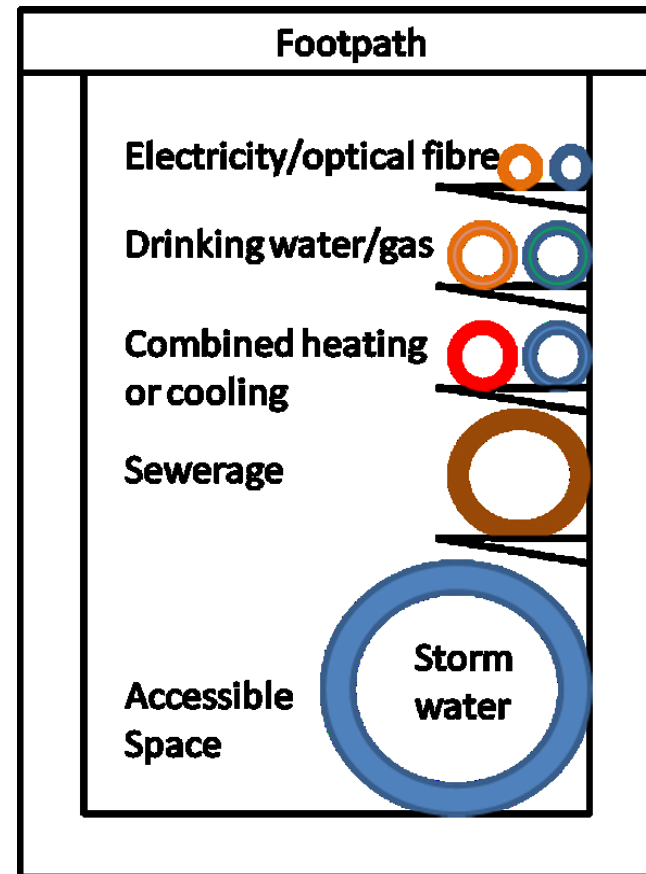 Footpath
Electricity/optical fibre
Drinking water/gas
Combined heating
or cooling
Sewerage
Storm
water
Accessible
Space